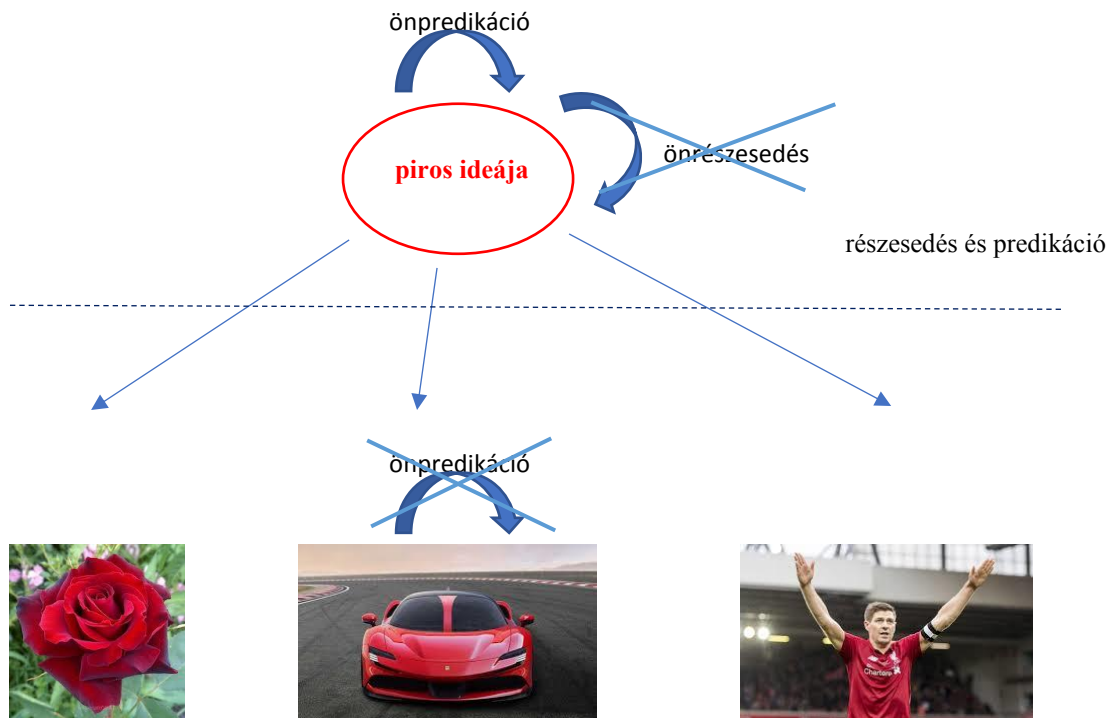 önpredikáció
önrészesedés
piros ideája
részesedés és predikáció
önpredikáció